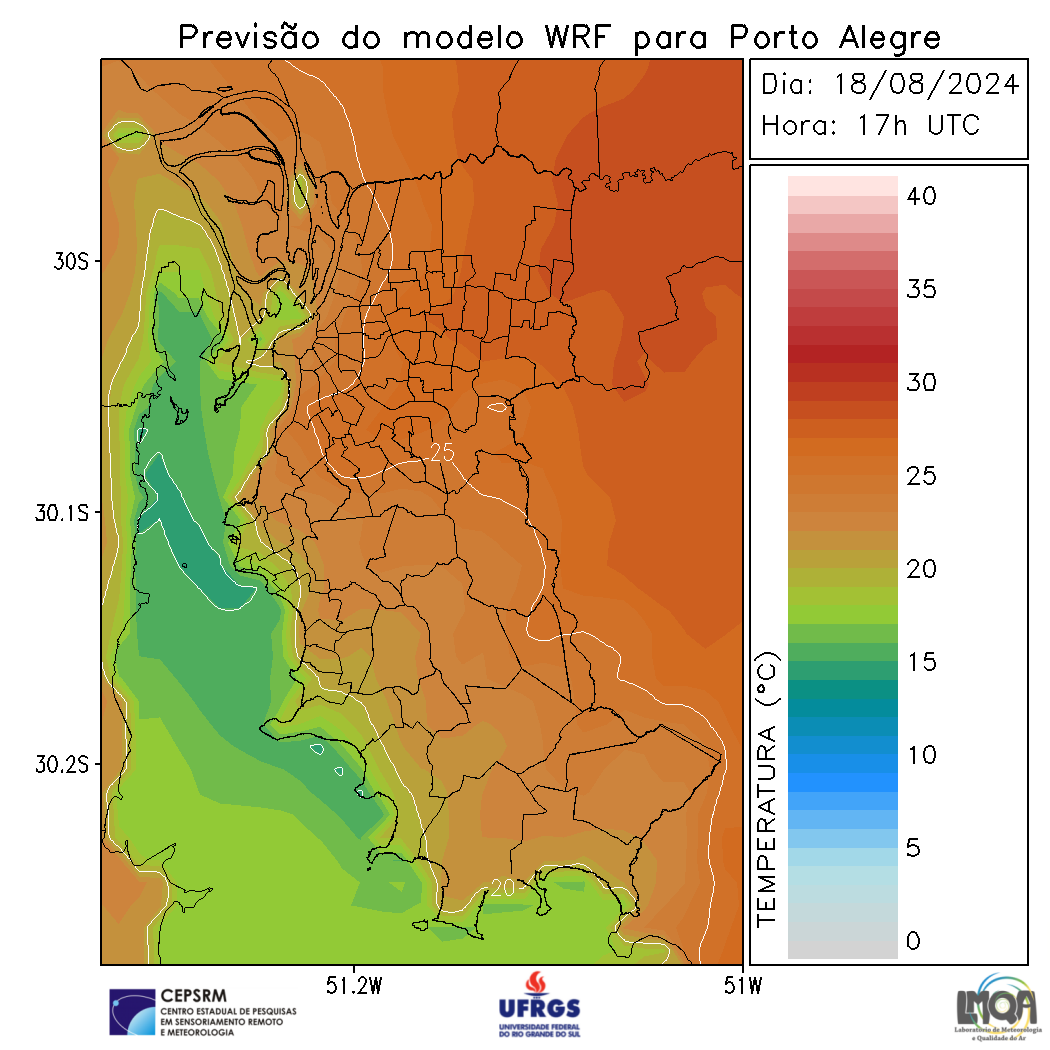 Previsão do modelo WRF para Porto Alegre
Dia: 18/08/2024
Hora: 17h UTC
40
35
30
25
20
15
10
5
0
TEMPERATURA (°C)
30S
30.1S
30.2S
25
20
51.2W
51W
CEPSRM
CENTRO ESTADUAL DE PESQUISAS
EM SENSORIAMENTO REMOTO
E METEOROLOGIA
UFRGS
UNIVERSIDADE FEDERAL
DO RIO GRANDE DO SUL
LMQA
Laboratório de Meteorologia
e Qualidade do Ar